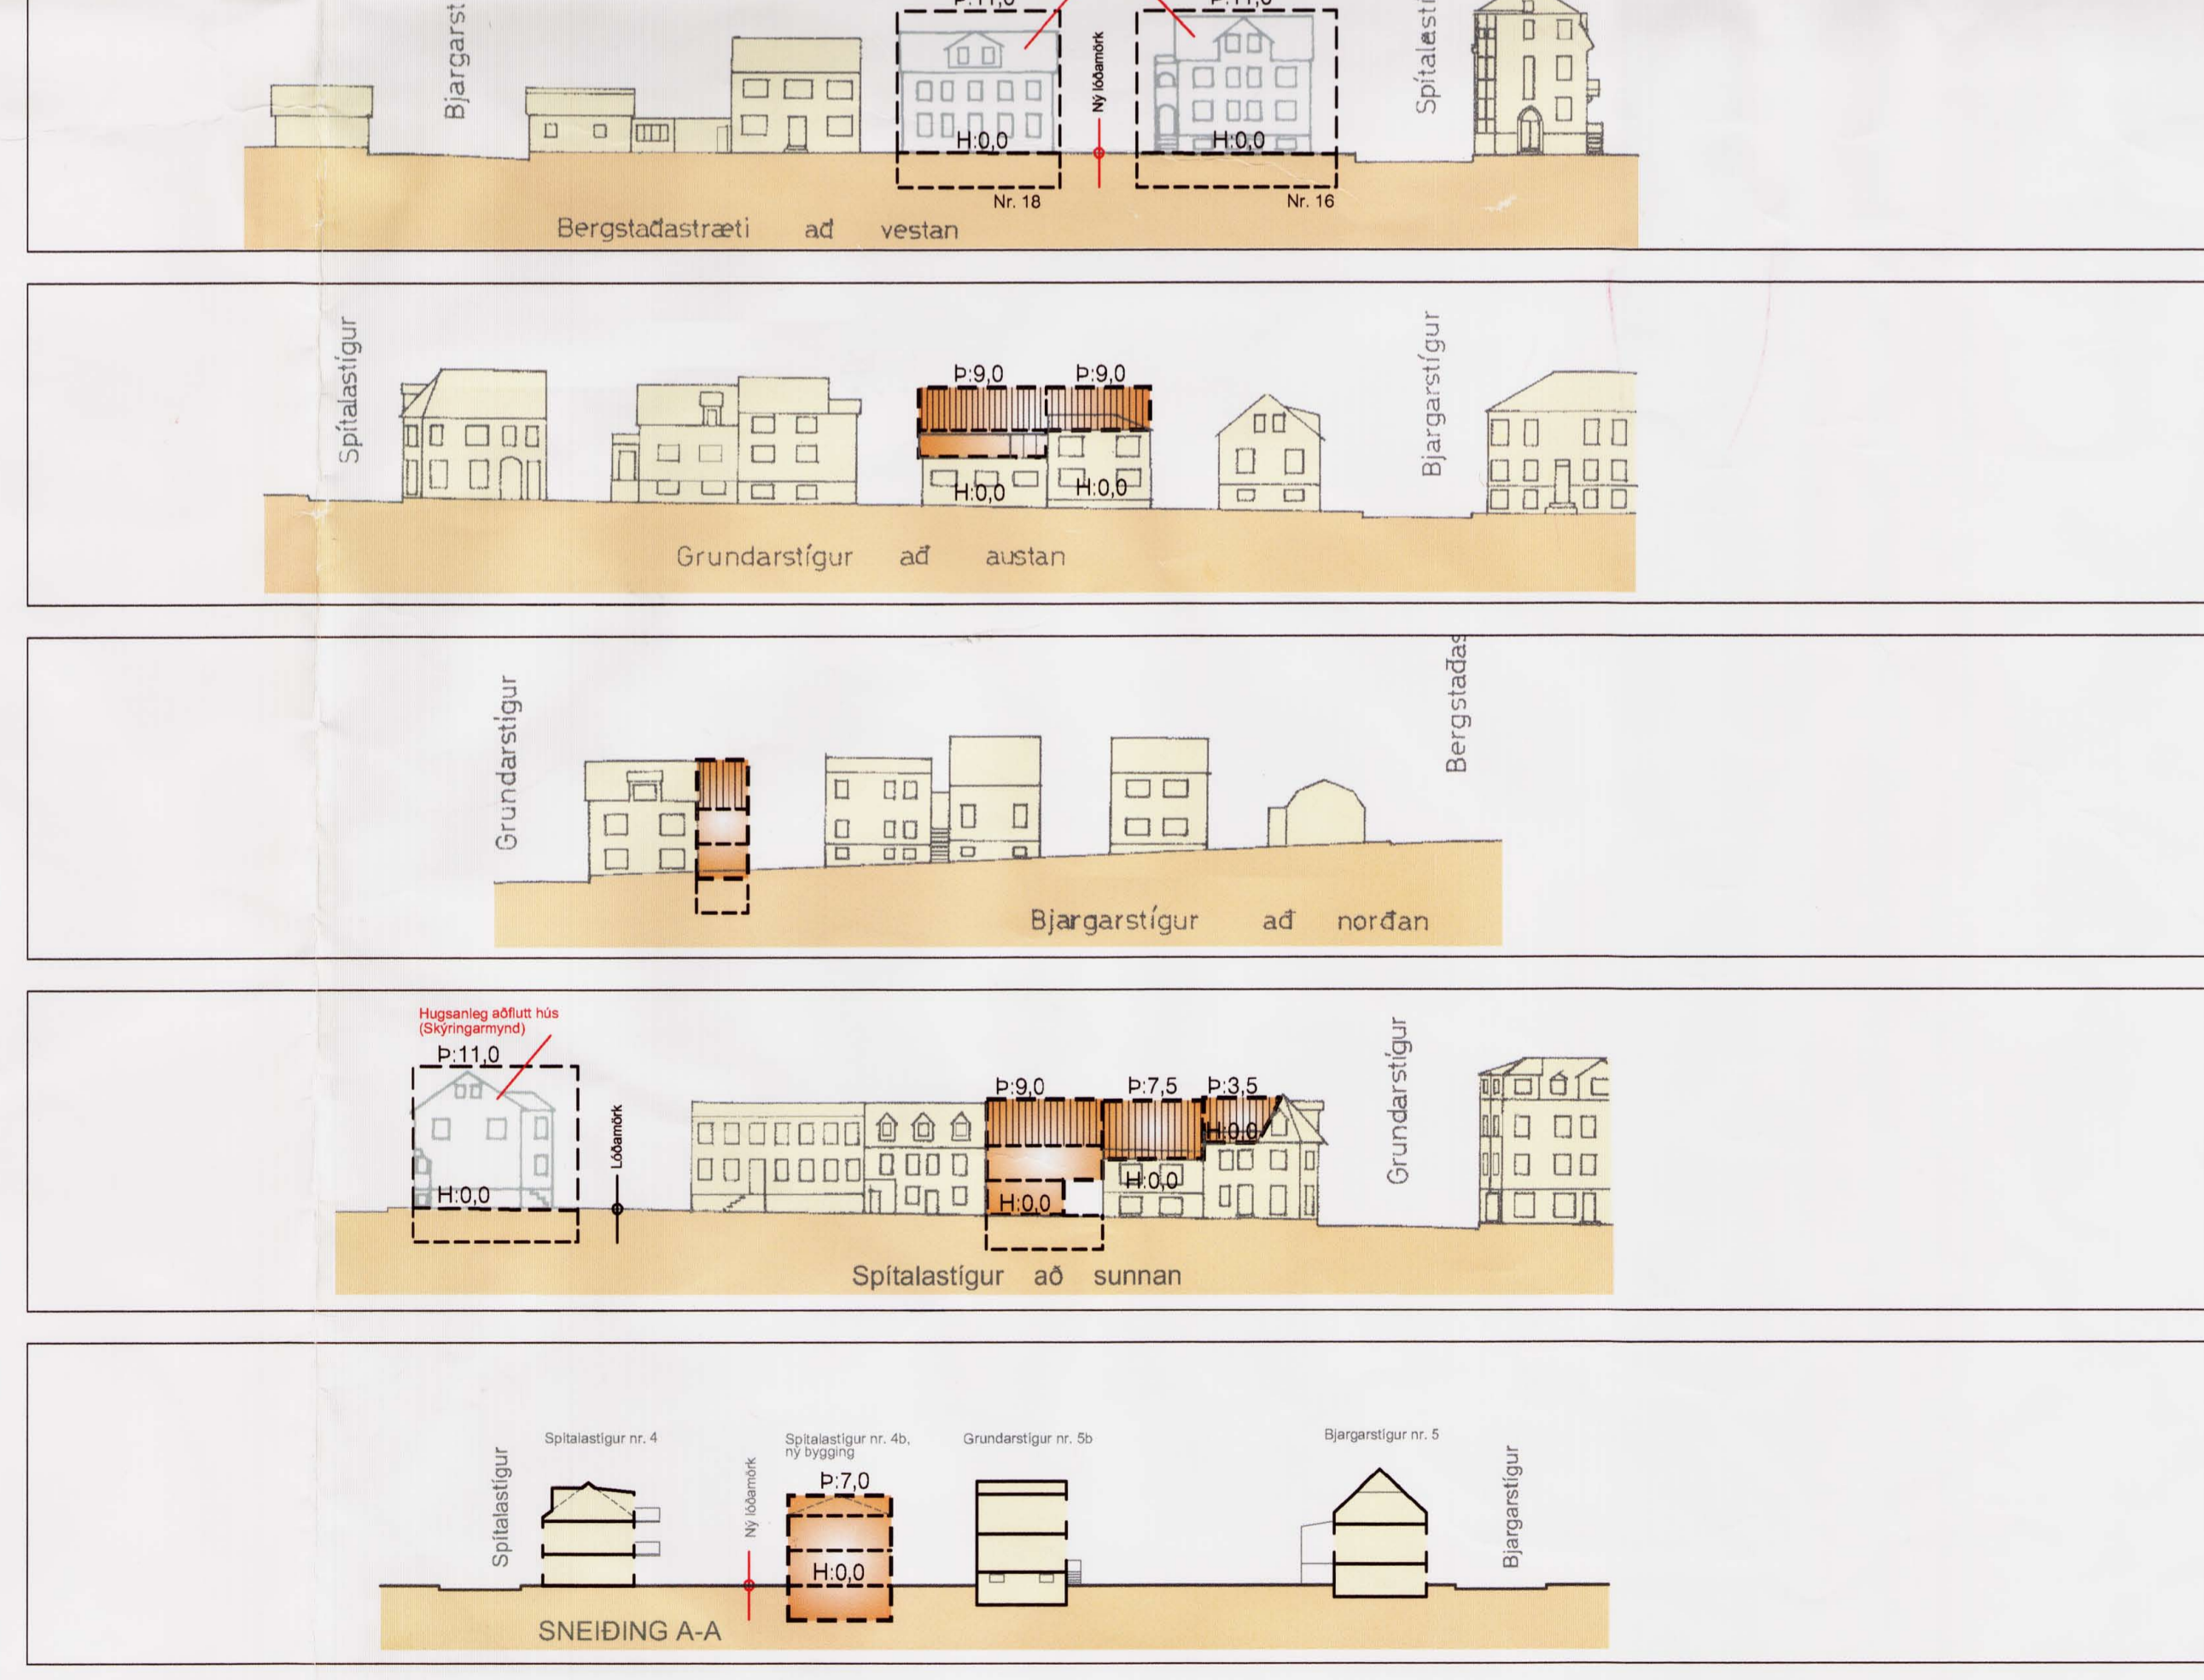 Bjargarst
Þ:11,0
Þ:11,0
Ný lóðamörk
Spítalastí
H:0,0
H:0,0
Nr. 18
Nr. 16
Bergstaðastræti að vestan
Spítalastígur
Þ:9,0
Þ:9,0
H:0,0
H:0,0
Bjargarstígur
Grundarstígur að austan
Grundarstígur
Bergstaðas
Bjargarstígur að norðan
Hugsanleg aðflutt hús
(Skýringarmynd)
Þ:11,0
H:0,0
Lóðamörk
Þ:9,0
Þ:7,5
Þ:3,5
H:0,0
H:0,0
H:0,0
Grundarstígur
Spítalastígur að sunnan
Spítalastígur
Spítalastígur nr. 4
Ný lóðamörk
Spítalastígur nr. 4b,
ný bygging
Þ:7,0
H:0,0
Grundarstígur nr. 5b
Bjargarstígur nr. 5
Bjargarstígur
SNEIÐING A-A